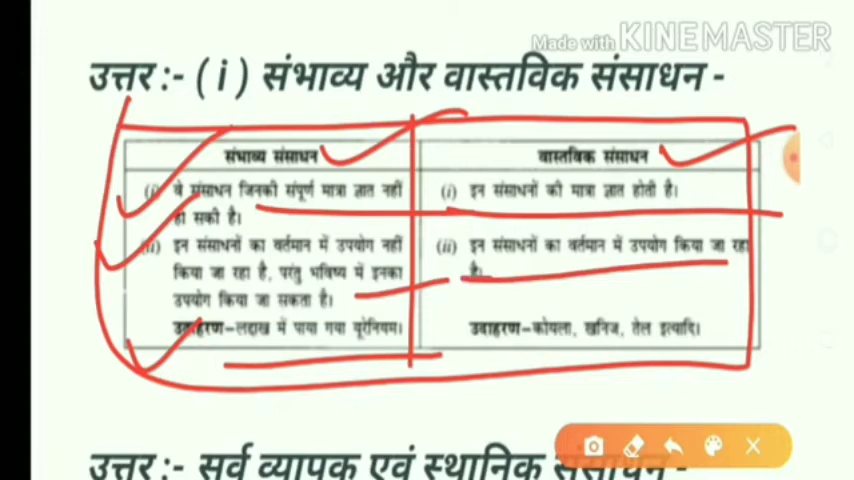 Made with KINEMASTER
उत्तर :- ( i ) संभाव्य और वास्तविक संसाधन -
संभाव्य संसाधन
(i) वे संसाधन जिनकी संपूर्ण मात्रा ज्ञात नहीं
हो सकी है।
(ii) इन संसाधनों का वर्तमान में उपयोग नहीं
किया जा रहा है, परंतु भविष्य में इनका
उपयोग किया जा सकता है।
उदाहरण–लद्दाख में पाया गया यूरेनियम।
वास्तविक संसाधन
(i) इन संसाधनों की मात्रा ज्ञात होती है।
(ii) इन संसाधनों का वर्तमान में उपयोग किया जा रहा
है।
उदाहरण–कोयला, खनिज, तेल इत्यादि।
उत्तर :- सर्व व्यापक एवं स्थानिक संसाधन -